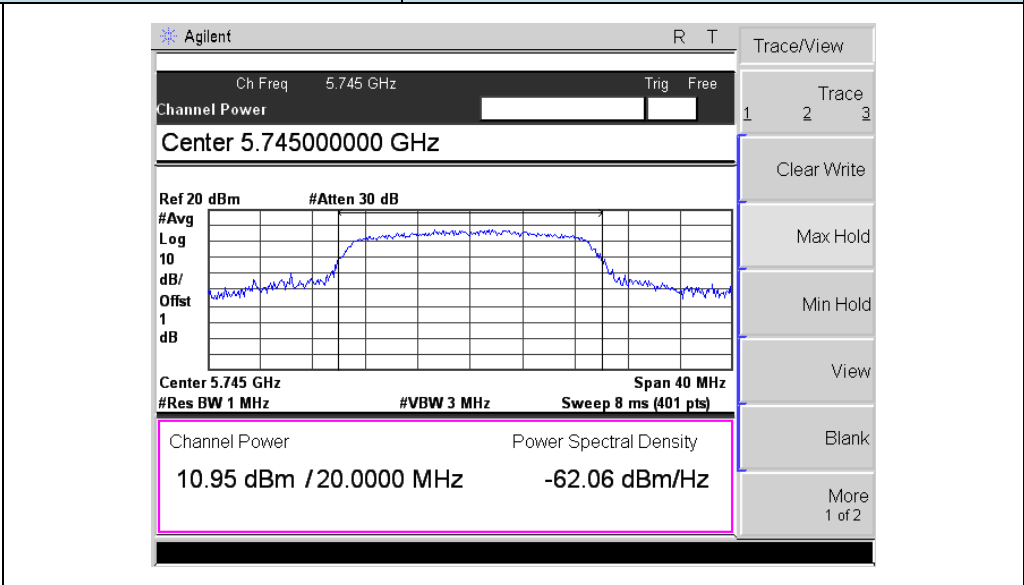 Agilent R T
Trace/View
Ch Freq 5.745 GHz Trig Free
Channel Power
Center 5.745000000 GHz
Ref 20 dBm #Atten 30 dB
#Avg
Log
10
dB/
Offst
1
dB
Center 5.745 GHz Span 40 MHz
#Res BW 1 MHz #VBW 3 MHz Sweep 8 ms (401 pts)
Channel Power Power Spectral Density
10.95 dBm / 20.0000 MHz -62.06 dBm/Hz
Trace
1 2 3
Clear Write
Max Hold
Min Hold
View
Blank
More
1 of 2